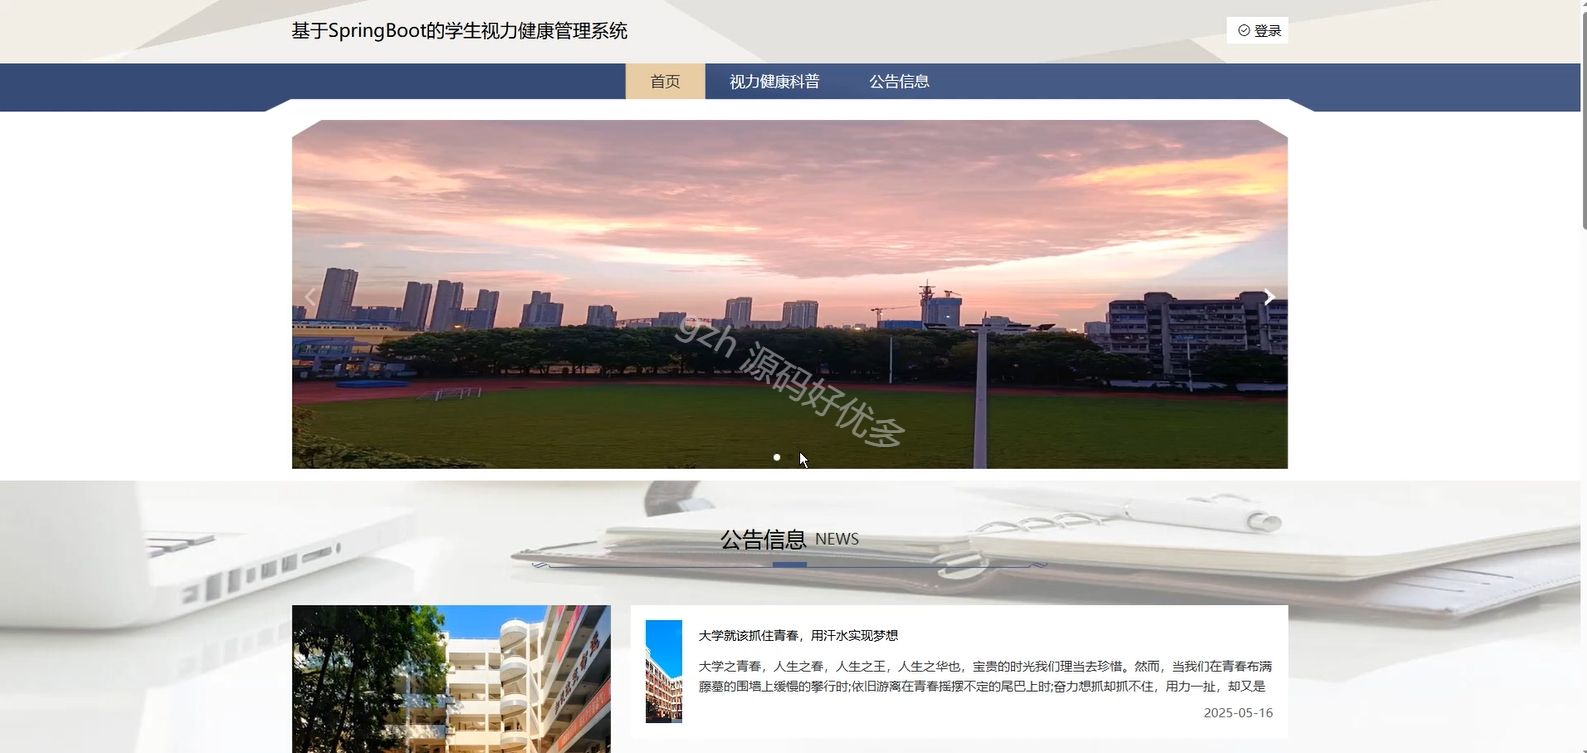 基于SpringBoot的学生视力健康管理系统
登录
首页
视力健康科普
公告信息
gzh 源码好优多
公告信息 NEWS
大学就该抓住青春，用汗水实现梦想
大学之青春，人生之春，人生之王，人生之华也，宝贵的时光我们理当去珍惜。然而，当我们在青春布满
藤蔓的围墙上缓慢的攀行时;依旧游离在青春摇摆不定的尾巴上时;奋力想抓却抓不住，用力一扯，却又是
2025-05-16